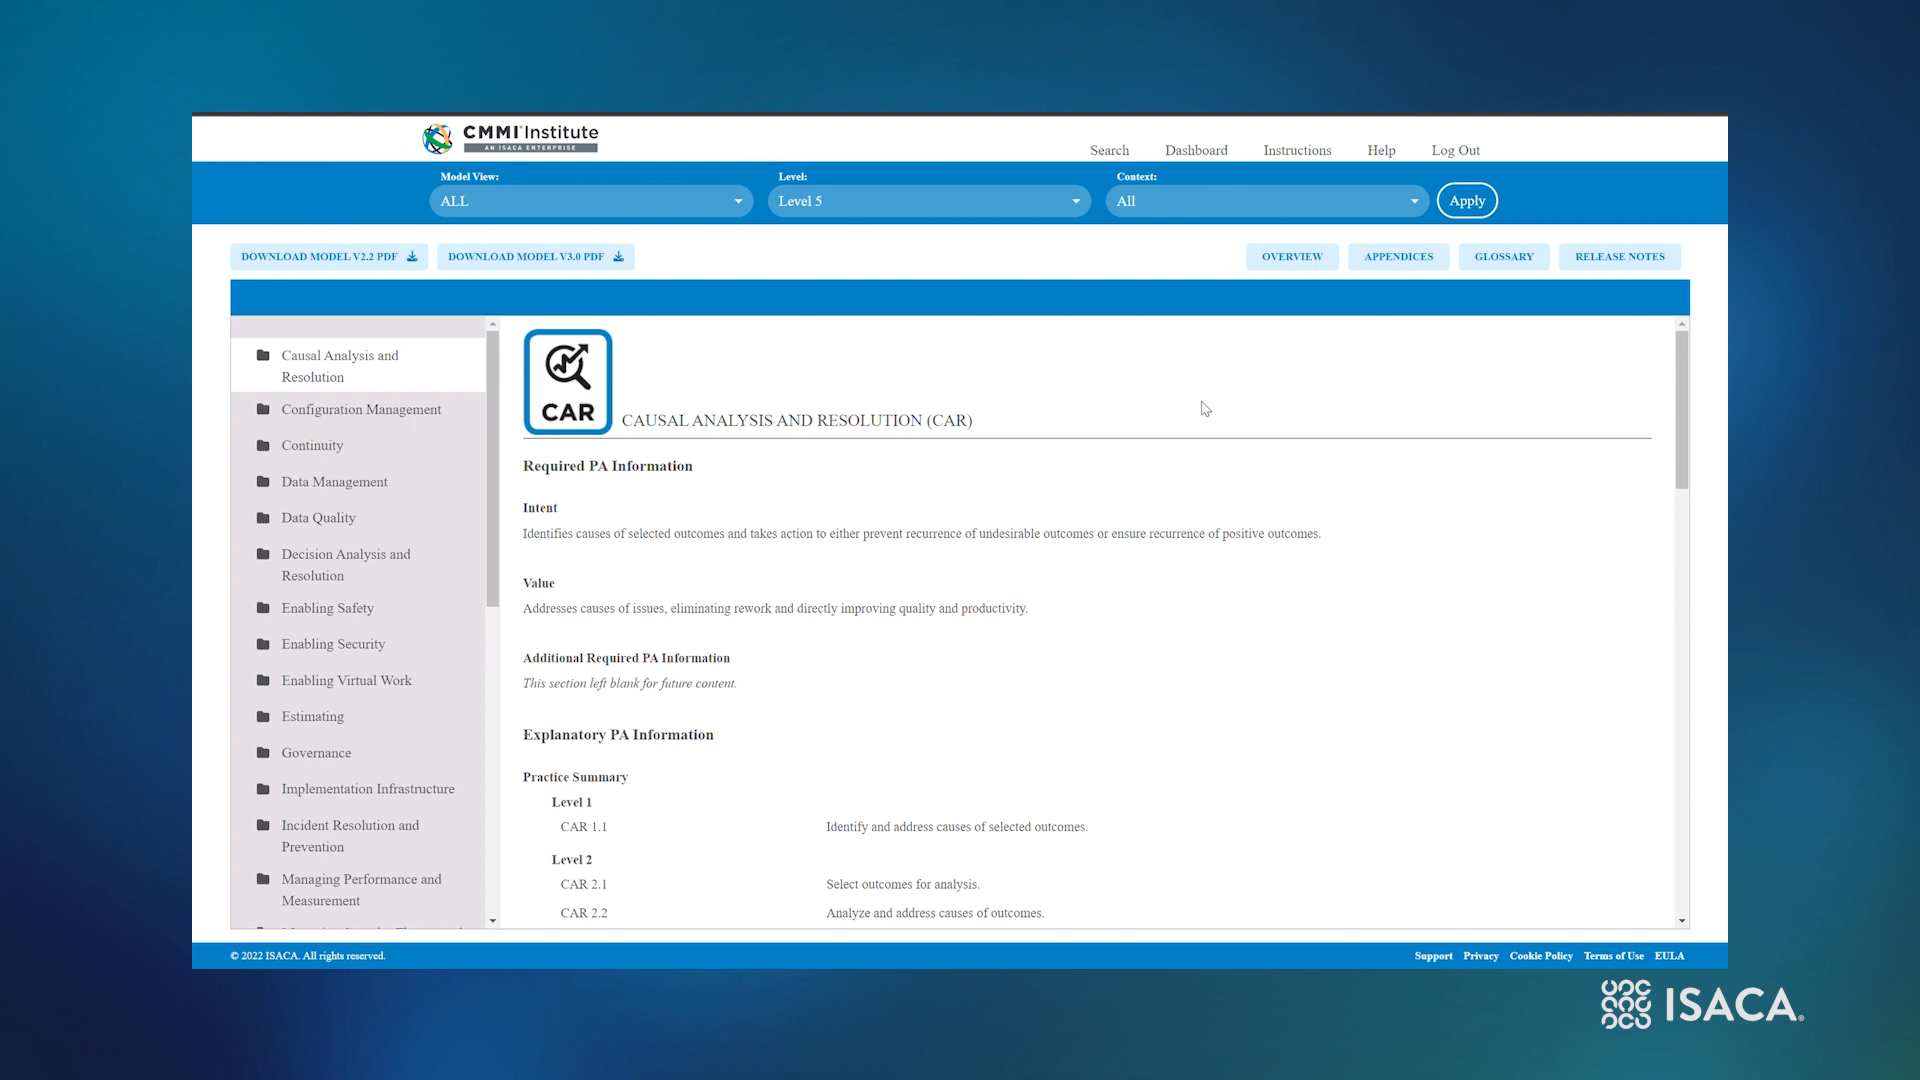 CMMI Institute
AN ISACA ENTERPRISE
Search
Dashboard
Instructions
Help
Log Out
Model View:
Level:
Context:
ALL
Level 5
All
Apply
DOWNLOAD MODEL V2.2 PDF
DOWNLOAD MODEL V3.0 PDF
OVERVIEW
APPENDICES
GLOSSARY
RELEASE NOTES
Causal Analysis and
Resolution
Configuration Management
Continuity
Data Management
Data Quality
Decision Analysis and
Resolution
Enabling Safety
Enabling Security
Enabling Virtual Work
Estimating
Governance
Implementation Infrastructure
Incident Resolution and
Prevention
Managing Performance and
Measurement
CAR
CAUSAL ANALYSIS AND RESOLUTION (CAR)
Required PA Information
Intent
Identifies causes of selected outcomes and takes action to either prevent recurrence of undesirable outcomes or ensure recurrence of positive outcomes.
Value
Addresses causes of issues, eliminating rework and directly improving quality and productivity.
Additional Required PA Information
This section left blank for future content.
Explanatory PA Information
Practice Summary
Level 1
CAR 1.1 Identify and address causes of selected outcomes.
Level 2
CAR 2.1 Select outcomes for analysis.
CAR 2.2 Analyze and address causes of outcomes.
© 2022 ISACA. All rights reserved.
Support Privacy Cookie Policy Terms of Use EULA
ISACA®